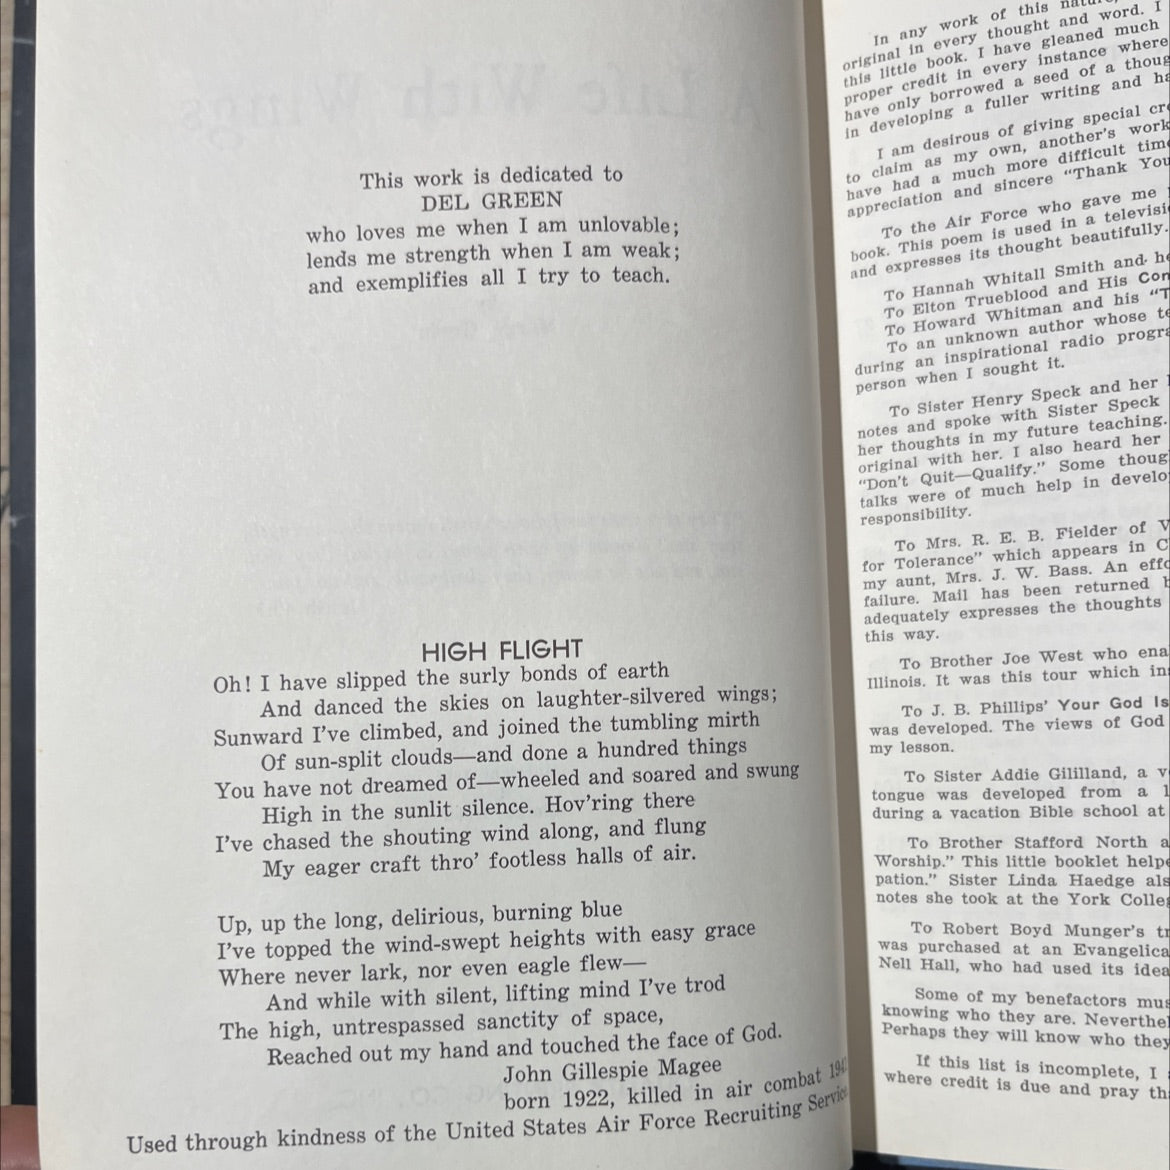 This work is dedicated to
DEL GREEN
who loves me when I am unlovable;
lends me strength when I am weak;
and exemplifies all I try to teach.
HIGH FLIGHT
Oh! I have slipped the surly bonds of earth
And danced the skies on laughter-silvered wings;
Sunward I've climbed, and joined the tumbling mirth
Of sun-split clouds—and done a hundred things
You have not dreamed of—wheeled and soared and swung
High in the sunlit silence. Hov'ring there
I've chased the shouting wind along, and flung
My eager craft thro' footless halls of air.
Up, up the long, delirious, burning blue
I've topped the wind-swept heights with easy grace
Where never lark, nor even eagle flew—
And while with silent, lifting mind I've trod
The high, untrespassed sanctity of space,
Reached out my hand and touched the face of God.
John Gillespie Magee
born 1922, killed in air combat
Used through kindness of the United States Air Force Recruiting Service
In any work of this
original in every thought and word. I
this little book. I have gleaned much
proper credit in every instance where
have only borrowed a seed of a
in developing a fuller writing and
I am desirous of giving special
to claim as my own, another's work
have had a much more difficult
appreciation and sincere "Thank
To the Air Force who gave me
book. This poem is used in a
and expresses its thought beautifully.
To Hannah Whitall Smith and
To Elton Trueblood and His
To Howard Whitman and his
To an unknown author whose
during an inspirational radio
person when I sought it.
To Sister Henry Speck and her
notes and spoke with Sister Speck
her thoughts in my future teaching.
original with her. I also heard her
"Don't Quit—Qualify." Some
talks were of much help in
responsibility.
To Mrs. R. E. B. Fielder of
for Tolerance" which appears in
my aunt, Mrs. J. W. Bass. An
failure. Mail has been returned
adequately expresses the thoughts
this way.
To Brother Joe West who
Illinois. It was this tour which
To J. B. Phillips' Your God Is
was developed. The views of God
my lesson.
To Sister Addie Gililland, a
tongue was developed from a
during a vacation Bible school at
To Brother Stafford North
Worship." This little booklet
pation." Sister Linda Haedge
notes she took at the York
To Robert Boyd Munger's
was purchased at an
Nell Hall, who had used its
Some of my benefactors
knowing who they are.
Perhaps they will know who they
If this list is incomplete, I
where credit is due and pray